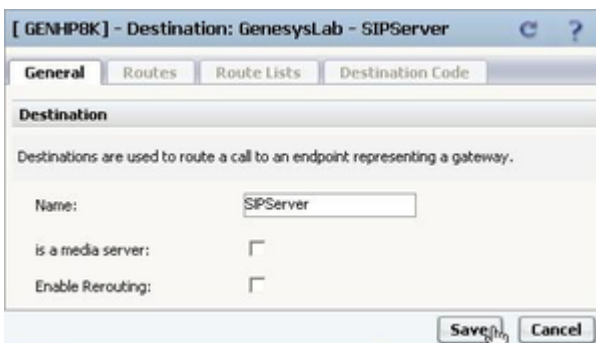 [ GENHP8K] - Destination: GenesysLab - SIPServer
?
General Routes Route Lists Destination Code
Destination
Destinations are used to route a call to an endpoint representing a gateway.
Name: SIPServer
is a media server:
Enable Rerouting:
Save Cancel